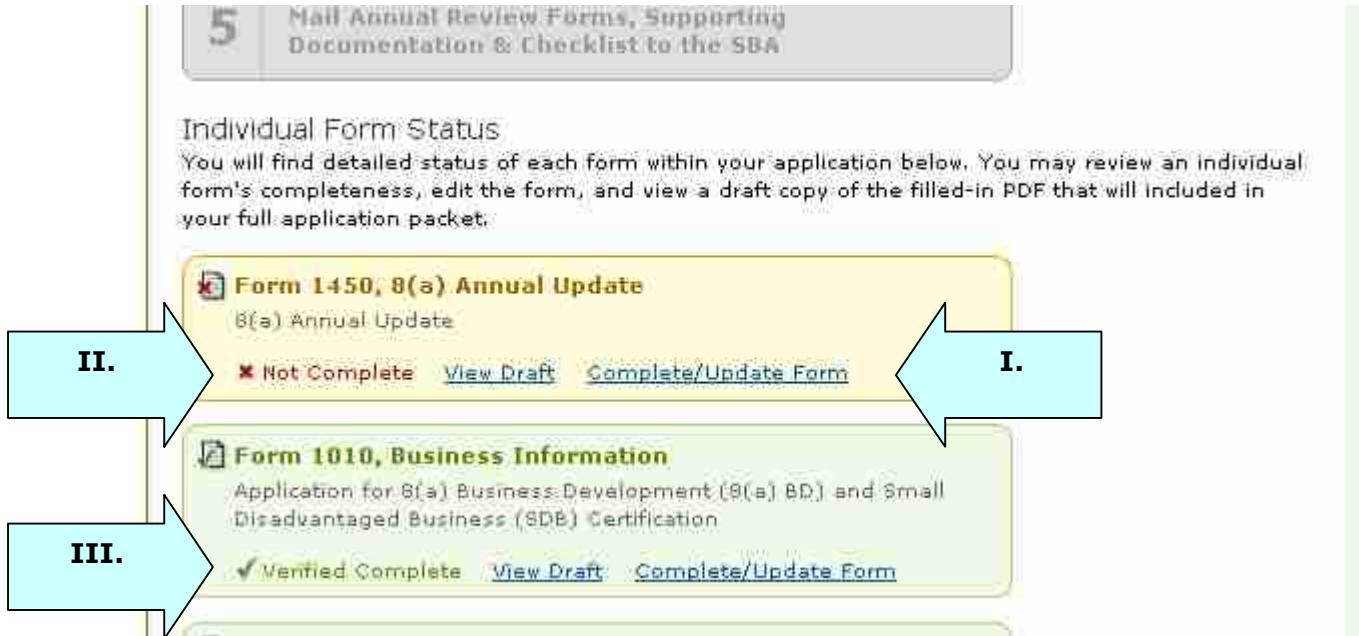 5
Mail Annual Review Forms, Supporting
Documentation & Checklist to the SBA
Individual Form Status
You will find detailed status of each form within your application below. You may review an individual
form's completeness, edit the form, and view a draft copy of the filled-in PDF that will included in
your full application packet.
Form 1450, 8(a) Annual Update
8(a) Annual Update
II.
✖ Not Complete View Draft Complete/Update Form
I.
Form 1010, Business Information
Application for 8(a) Business Development (8(a) BD) and Small
Disadvantaged Business (SDB) Certification
III.
✔ Verified Complete View Draft Complete/Update Form